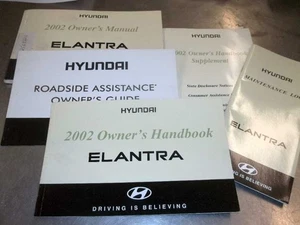 HYUNDAI
2002 Owner's Manual
ELANTRA
HYUNDAI
ROADSIDE ASSISTANCE
OWNER'S GUIDE
HYUNDAI
2002 Owner's Handbook
Supplement
HYUNDAI
MAINTENANCE LOG
HYUNDAI
2002 Owner's Handbook
ELANTRA
DRIVING IS BELIEVING